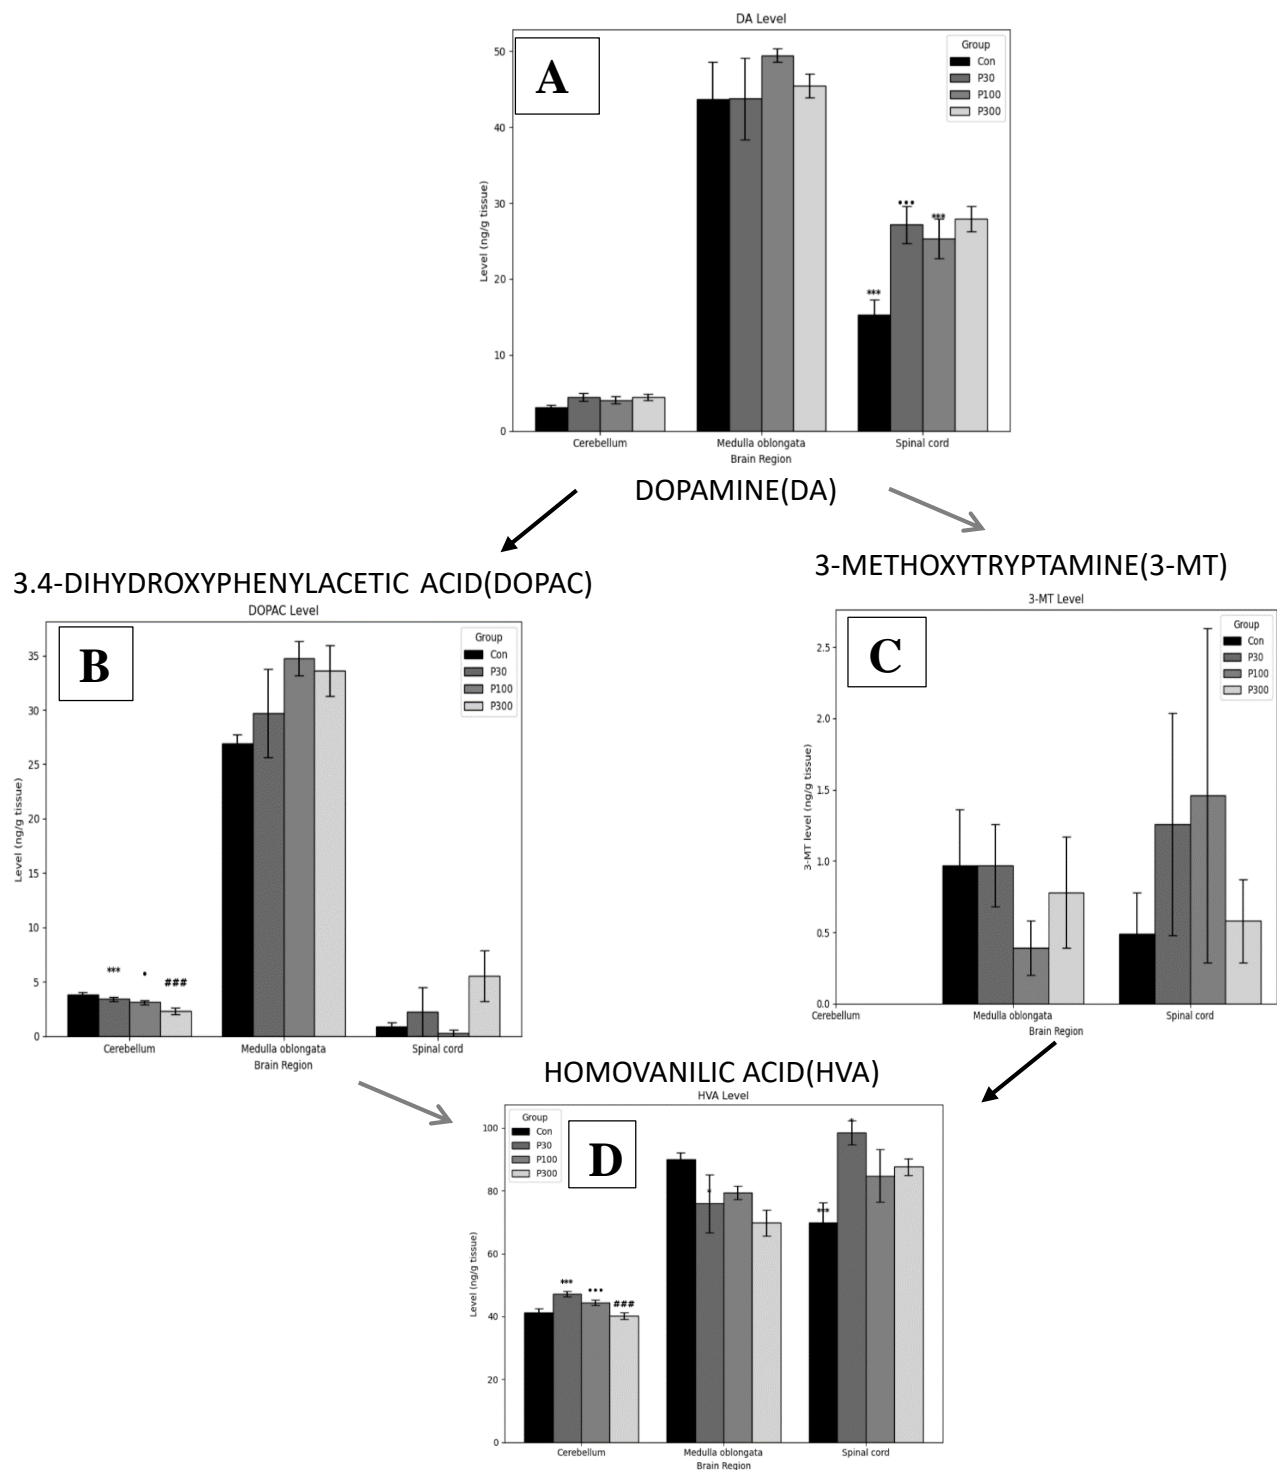 DA Level
A
Group
Con
P30
P100
P300
50
40
30
20
10
0
Level (ng/g tissue)
•••
***
***
Cerebellum
Medulla oblongata
Spinal cord
Brain Region
DOPAMINE(DA)
3.4-DIHYDROXYPHENYLACETIC ACID(DOPAC)
DOPAC Level
B
Group
Con
P30
P100
P300
35
30
25
20
15
10
5
0
Level (ng/g tissue)
***
•
###
Cerebellum
Medulla oblongata
Spinal cord
Brain Region
3-METHOXYTRYPTAMINE(3-MT)
3-MT Level
C
Group
Con
P30
P100
P300
2.5
2.0
1.5
1.0
0.5
0.0
3-MT level (ng/g tissue)
Cerebellum
Medulla oblongata
Spinal cord
Brain Region
HOMOVANILIC ACID(HVA)
HVA Level
Group
Con
P30
P100
P300
D
100
80
60
40
20
0
Level (ng/g tissue)
*
*
***
***
•••
###
Cerebellum
Medulla oblongata
Spinal cord
Brain Region